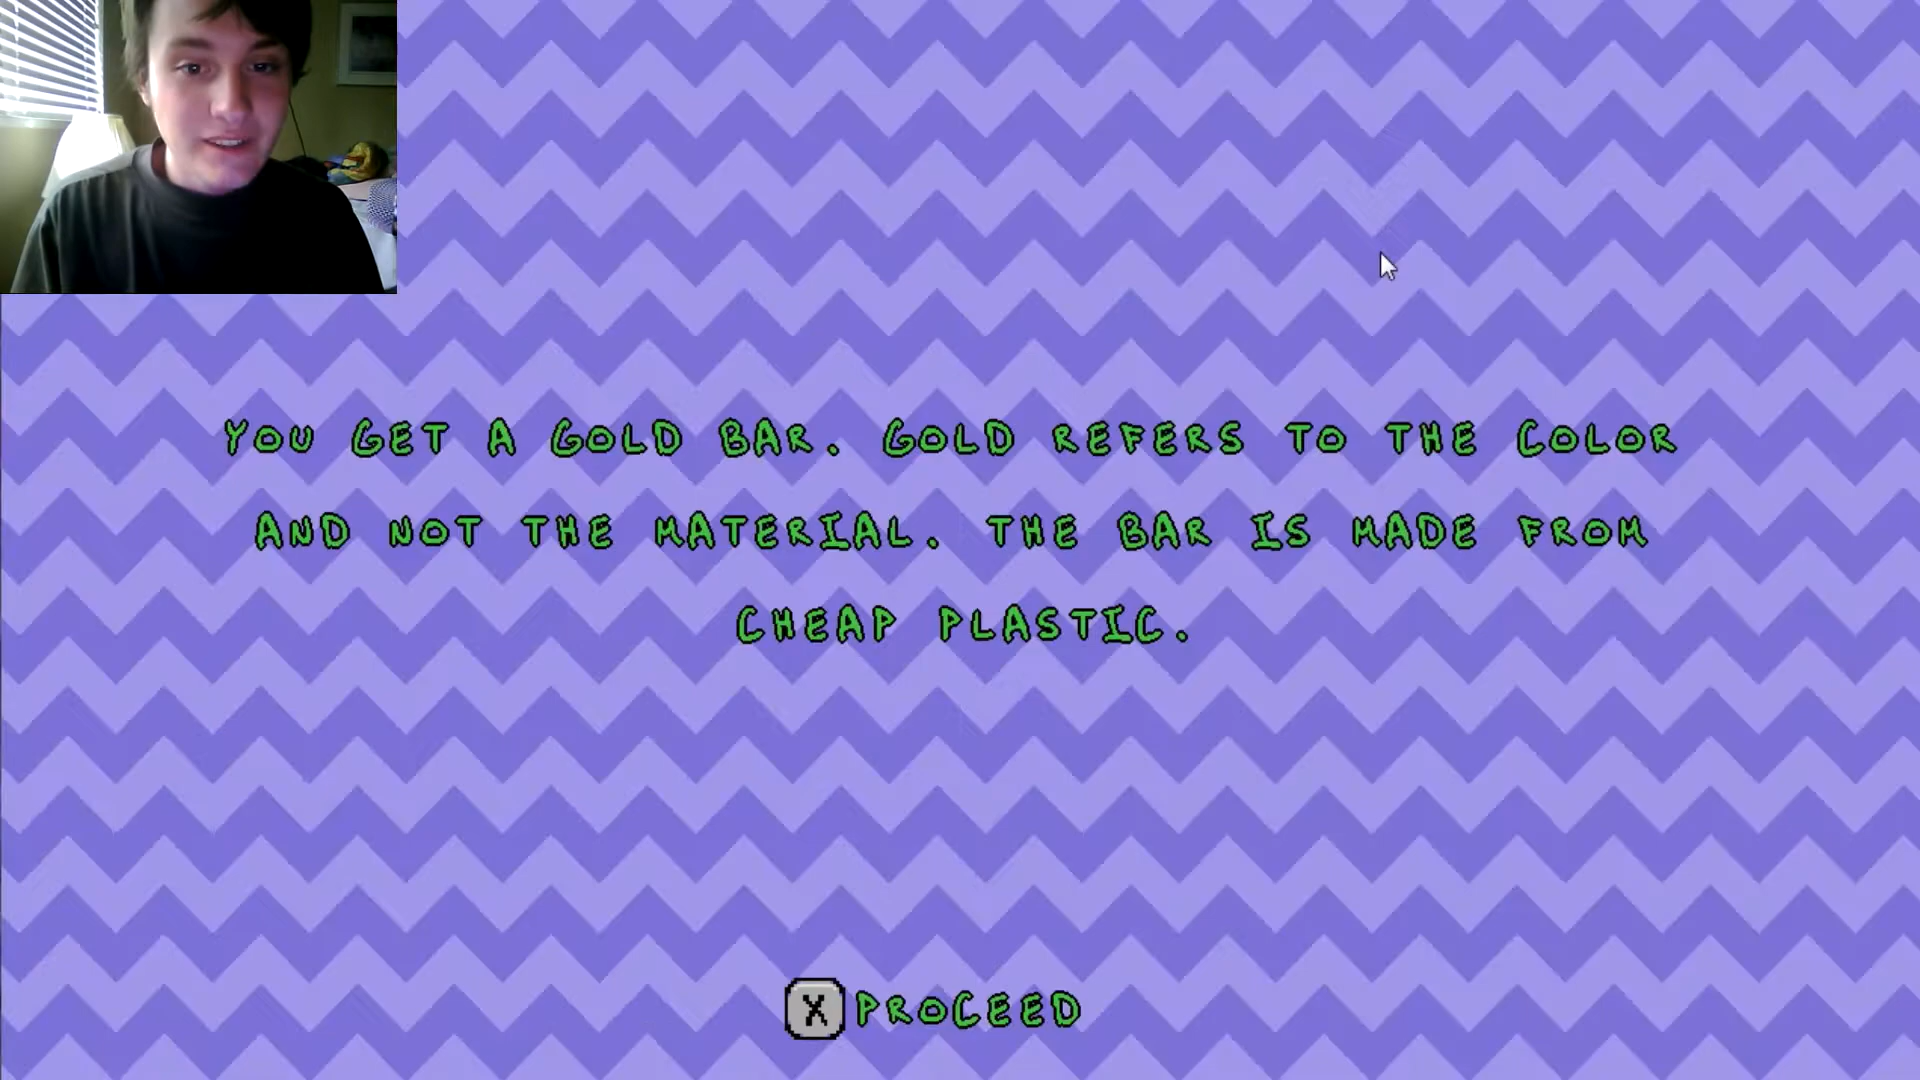 YOU GET A GOLD BAR. GOLD REFERS TO THE COLOR
AND NOT THE MATERIAL. THE BAR IS MADE FROM
CHEAP PLASTIC.
X PROCEED